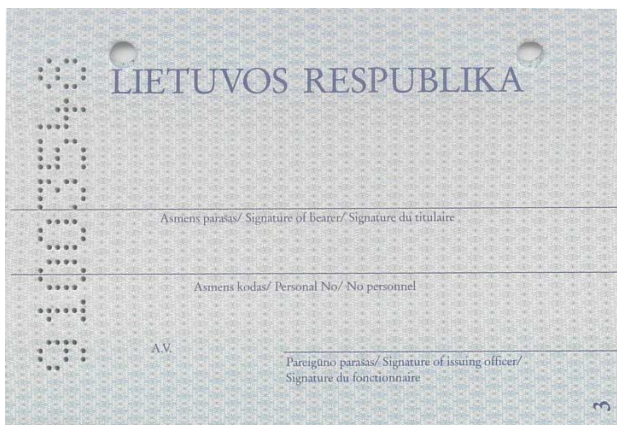 LIETUVOS RESPUBLIKA
Asmens parašas/ Signature of bearer/ Signature du titulaire
Asmens kodas/ Personal No/ No personnel
A.V.
Pareigūno parašas/ Signature of issuing officer/
Signature du fonctionnaire
3